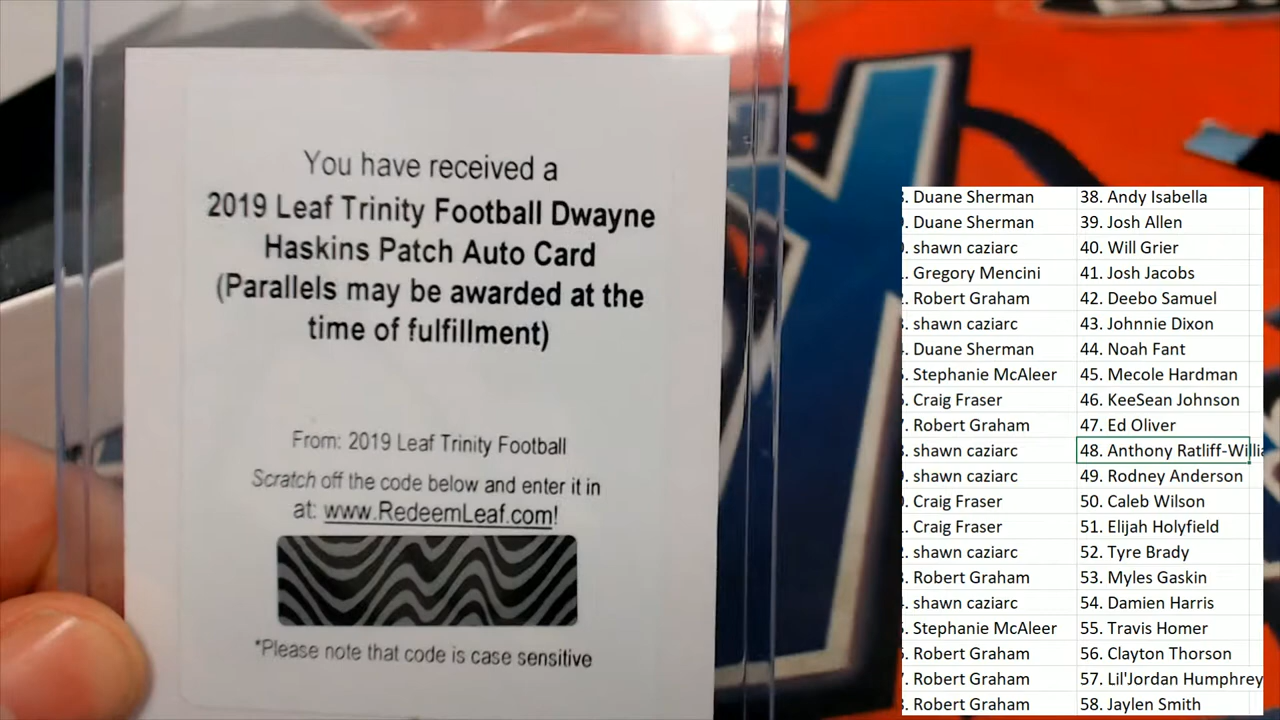 You have received a
2019 Leaf Trinity Football Dwayne
Haskins Patch Auto Card
(Parallels may be awarded at the
time of fulfillment)
From: 2019 Leaf Trinity Football
Scratch off the code below and enter it in
at: www.RedeemLeaf.com!
*Please note that code is case sensitive
. Duane Sherman 38. Andy Isabella
. Duane Sherman 39. Josh Allen
. shawn caziarc 40. Will Grier
. Gregory Mencini 41. Josh Jacobs
. Robert Graham 42. Deebo Samuel
. shawn caziarc 43. Johnnie Dixon
. Duane Sherman 44. Noah Fant
. Stephanie McAleer 45. Mecole Hardman
. Craig Fraser 46. KeeSean Johnson
. Robert Graham 47. Ed Oliver
. shawn caziarc 48. Anthony Ratliff-Willia
. shawn caziarc 49. Rodney Anderson
. Craig Fraser 50. Caleb Wilson
. Craig Fraser 51. Elijah Holyfield
. shawn caziarc 52. Tyre Brady
. Robert Graham 53. Myles Gaskin
. shawn caziarc 54. Damien Harris
. Stephanie McAleer 55. Travis Homer
. Robert Graham 56. Clayton Thorson
. Robert Graham 57. Lil'Jordan Humphrey
. Robert Graham 58. Jaylen Smith